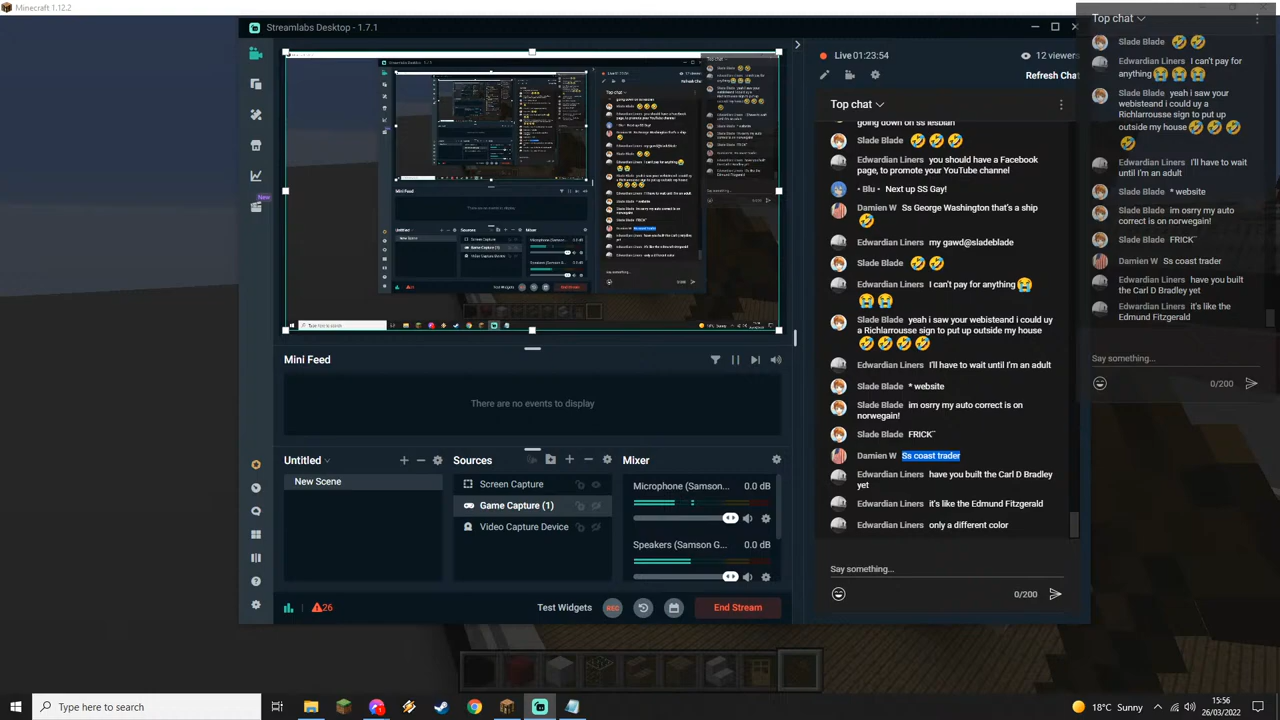 Minecraft 1.12.2
Streamlabs Desktop - 1.7.1
Mini Feed
There are no events to display
Untitled
New Scene
Sources
Screen Capture
Game Capture (1)
Video Capture Device
Mixer
Microphone (Samson...
0.0 dB
Speakers (Samson G...
0.0 dB
26
Test Widgets
REC
End Stream
New
Live 01:23:54
12 viewers
Refresh Chat
Top chat
going down on ss lesbian
Slade Blade
Edwardian Liners you should have a Facebook
page, to promote your YouTube channel
• Blu • Next up SS Gay!
Damien W Ss George Washington that's a ship
Edwardian Liners my gawd@sladeblade
Slade Blade
Edwardian Liners I can't pay for anything
Slade Blade yeah i saw your webisteand i could uy
a Richlarrousse sign to put up outside my house
Edwardian Liners I'll have to wait until I'm an adult
Slade Blade * website
Slade Blade im osrry my auto correct is on
norwegain!
Slade Blade FRICK¨
Damien W Ss coast trader
Edwardian Liners have you built the Carl D Bradley
yet
Edwardian Liners it's like the Edmund Fitzgerald
Edwardian Liners only a different color
Say something...
0/200
Top chat
Slade Blade
Edwardian Liners I can't pay for
anything
Slade Blade yeah i saw your
webisteand i could uy a
Richlarrousse sign to put up
outside my house
Edwardian Liners I'll have to wait
until I'm an adult
Slade Blade * website
Slade Blade im osrry my auto
correct is on norwegain!
Slade Blade FRICK¨
Damien W Ss coast trader
Edwardian Liners have you built
the Carl D Bradley yet
Edwardian Liners it's like the
Edmund Fitzgerald
Say something...
0/200
Type here to search
18°C Sunny
15:56
26/03/2022